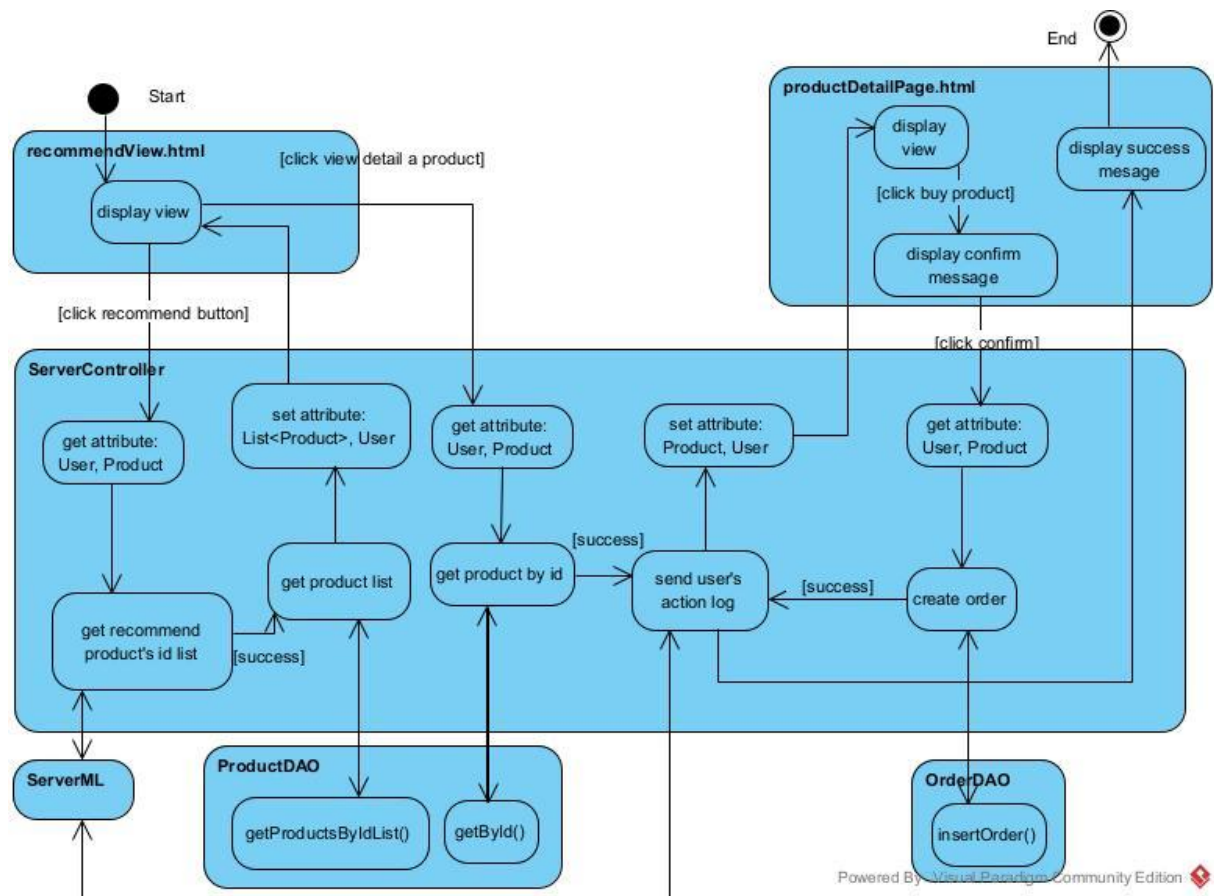 End
Start
productDetailPage.html
display
view
display success
mesage
recommendView.html
[click view detail a product]
display view
[click buy product]
display confirm
message
[click recommend button]
[click confirm]
ServerController
get attribute:
User, Product
set attribute:
List<Product>, User
get attribute:
User, Product
set attribute:
Product, User
get attribute:
User, Product
[success]
get product list
get product by id
send user's
action log
[success]
create order
get recommend
product's id list
[success]
ServerML
ProductDAO
getProductsByIdList()
getById()
OrderDAO
insertOrder()
Powered By Visual Paradigm Community Edition